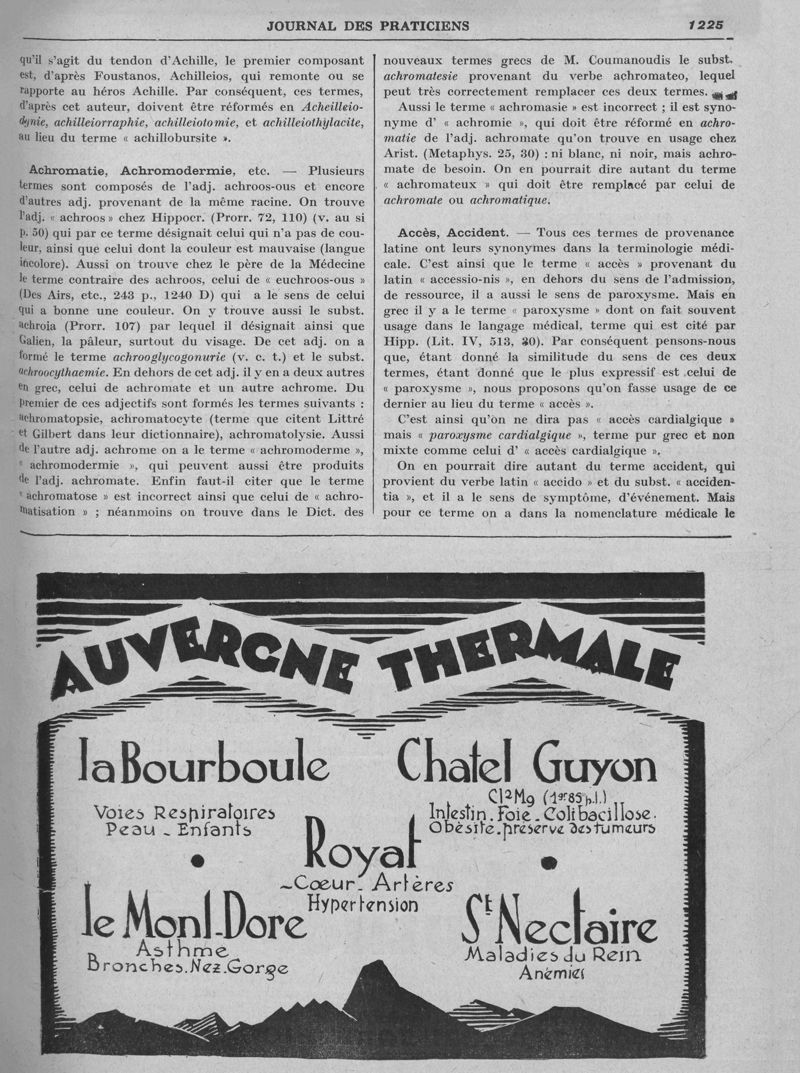 JOURNAL DES PRATICIENS
1225
qu'il s'agit du tendon d'Achille, le premier composant
est, d'après Foustanos, Achilleios, qui remonte ou se
rapporte au héros Achille. Par conséquent, ces termes,
d'après cet auteur, doivent être réformés en Acheilleio-
dynie, achilleiorraphie, achilleiotomie, et achilleiothylacite,
au lieu du terme « achillobursite ».
Achromatie, Achromodermie, etc. — Plusieurs
termes sont composés de l'adj. achroos-ous et encore
d'autres adj. provenant de la même racine. On trouve
l'adj. « achroos » chez Hippocr. (Prorr. 72, 110) (v. au si
p. 50) qui par ce terme désignait celui qui n'a pas de cou-
leur, ainsi que celui dont la couleur est mauvaise (langue
incolore). Aussi on trouve chez le père de la Médecine
le terme contraire des achroos, celui de « euchroos-ous »
(Des Airs, etc., 243 p., 1240 D) qui a le sens de celui
qui a bonne une couleur. On y trouve aussi le subst.
achroia (Prorr. 107) par lequel il désignait ainsi que
Galien, la pâleur, surtout du visage. De cet adj. on a
formé le terme achrooglycogonurie (v. c. t.) et le subst.
achroocythaemie. En dehors de cet adj. il y en a deux autres
en grec, celui de achromate et un autre achrome. Du
premier de ces adjectifs sont formés les termes suivants :
achromatopsie, achromatocyte (terme que citent Littré
et Gilbert dans leur dictionnaire), achromatolysie. Aussi
de l'autre adj. achrome on a le terme « achromoderme »,
« achromodermie », qui peuvent aussi être produits
de l'adj. achromate. Enfin faut-il citer que le terme
« achromatose » est incorrect ainsi que celui de « achro-
matisation » ; néanmoins on trouve dans le Dict. des
nouveaux termes grecs de M. Coumanoudis le subst.
achromatesie provenant du verbe achromateo, lequel
peut très correctement remplacer ces deux termes.
Aussi le terme « achromasie » est incorrect ; il est syno-
nyme d' « achromie », qui doit être réformé en achro-
matie de l'adj. achromate qu'on trouve en usage chez
Arist. (Metaphys. 25, 30) : ni blanc, ni noir, mais achro-
mate de besoin. On en pourrait dire autant du terme
« achromateux » qui doit être remplacé par celui de
achromate ou achromatique.
Accès, Accident. — Tous ces termes de provenance
latine ont leurs synonymes dans la terminologie médi-
cale. C'est ainsi que le terme « accès » provenant du
latin « accessio-nis », en dehors du sens de l'admission,
de ressource, il a aussi le sens de paroxysme. Mais en
grec il y a le terme « paroxysme » dont on fait souvent
usage dans le langage médical, terme qui est cité par
Hipp. (Lit. IV, 513, 30). Par conséquent pensons-nous
que, étant donné la similitude du sens de ces deux
termes, étant donné que le plus expressif est celui de
« paroxysme », nous proposons qu'on fasse usage de ce
dernier au lieu du terme « accès ».
C'est ainsi qu'on ne dira pas « accès cardialgique »
mais « paroxysme cardialgique », terme pur grec et non
mixte comme celui d' « accès cardialgique ».
On en pourrait dire autant du terme accident, qui
provient du verbe latin « accido » et du subst. « acciden-
tia », et il a le sens de symptôme, d'événement. Mais
pour ce terme on a dans la nomenclature médicale le
AUVERGNE THERMALE
la Bourboule
Voies Respiratoires
Peau - Enfants
Chatel Guyon
Cl²Mg (1gr85 p.l.)
Intestin. Foie. Colibacillose.
Obésité. préserve des tumeurs
Royat
Cœur - Artères
Hypertension
le Mont-Dore
Asthme
Bronches. Nez. Gorge
St Nectaire
Maladies du Rein
Anémies